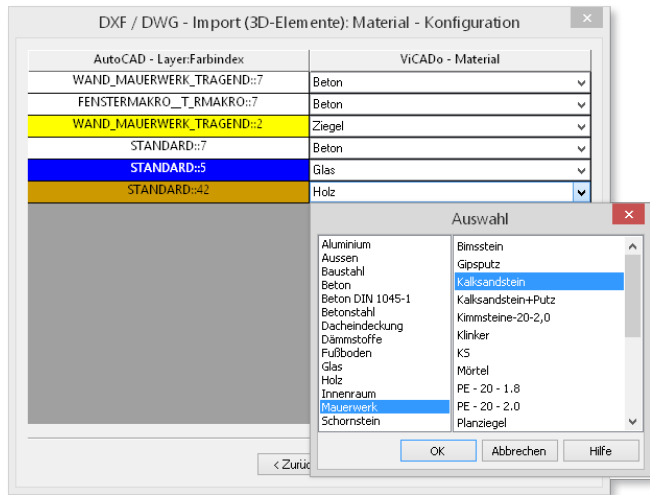 DXF / DWG - Import (3D-Elemente): Material - Konfiguration
AutoCAD - Layer:Farbindex ViCADo - Material
WAND_MAUERWERK_TRAGEND::7 Beton
FENSTERMAKRO__T_RMAKRO::7 Beton
WAND_MAUERWERK_TRAGEND::2 Ziegel
STANDARD::7 Beton
STANDARD::5 Glas
STANDARD::42 Holz
Auswahl
Aluminium
Aussen
Baustahl
Beton
Beton DIN 1045-1
Betonstahl
Dacheindeckung
Dämmstoffe
Fußboden
Glas
Holz
Innenraum
Mauerwerk
Schornstein
Bimsstein
Gipsputz
Kalksandstein
Kalksandstein+Putz
Kimmsteine-20-2,0
Klinker
KS
Mörtel
PE - 20 - 1.8
PE - 20 - 2.0
Planziegel
OK Abbrechen Hilfe
< Zurüc